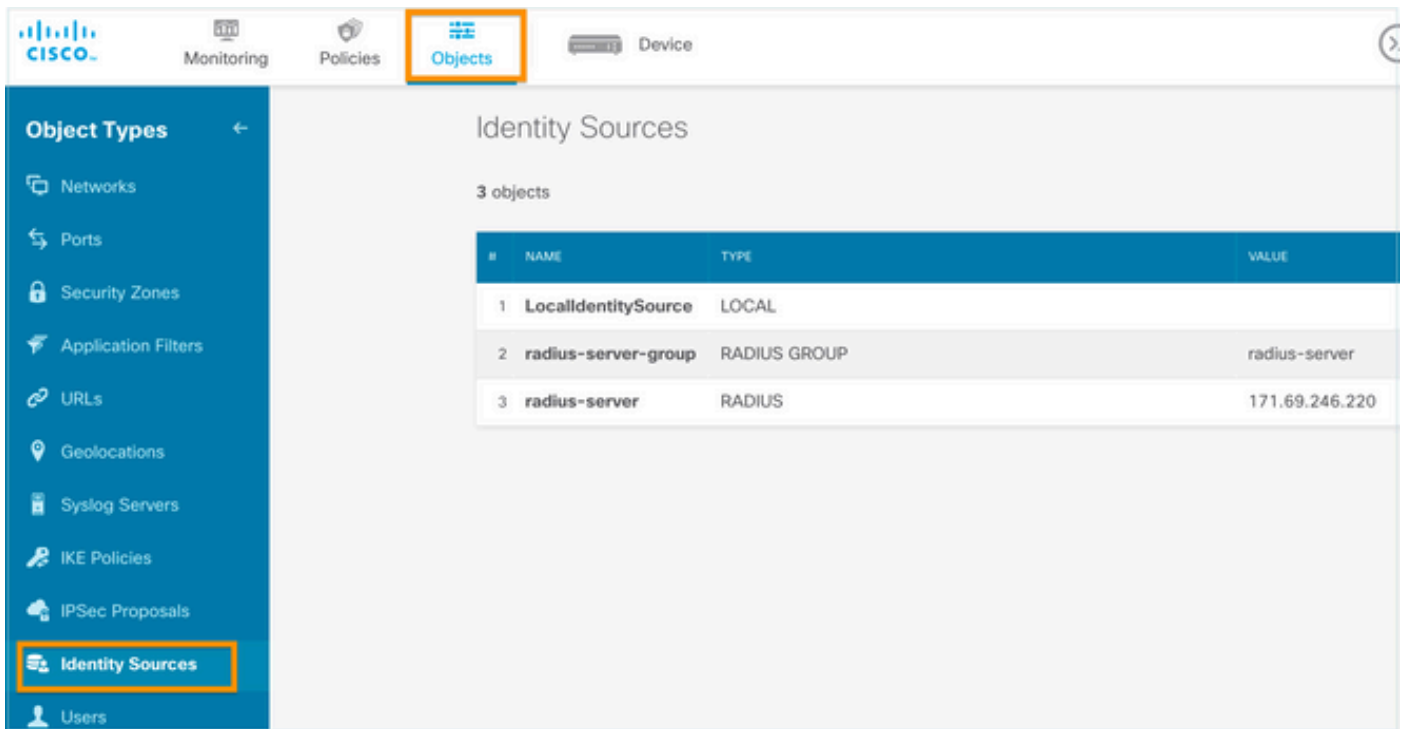 CISCO
Monitoring
Policies
Objects
Device
Object Types
Networks
Ports
Security Zones
Application Filters
URLs
Geolocations
Syslog Servers
IKE Policies
IPSec Proposals
Identity Sources
Users
Identity Sources
3 objects
# NAME TYPE VALUE
1 LocalIdentitySource LOCAL
2 radius-server-group RADIUS GROUP radius-server
3 radius-server RADIUS 171.69.246.220